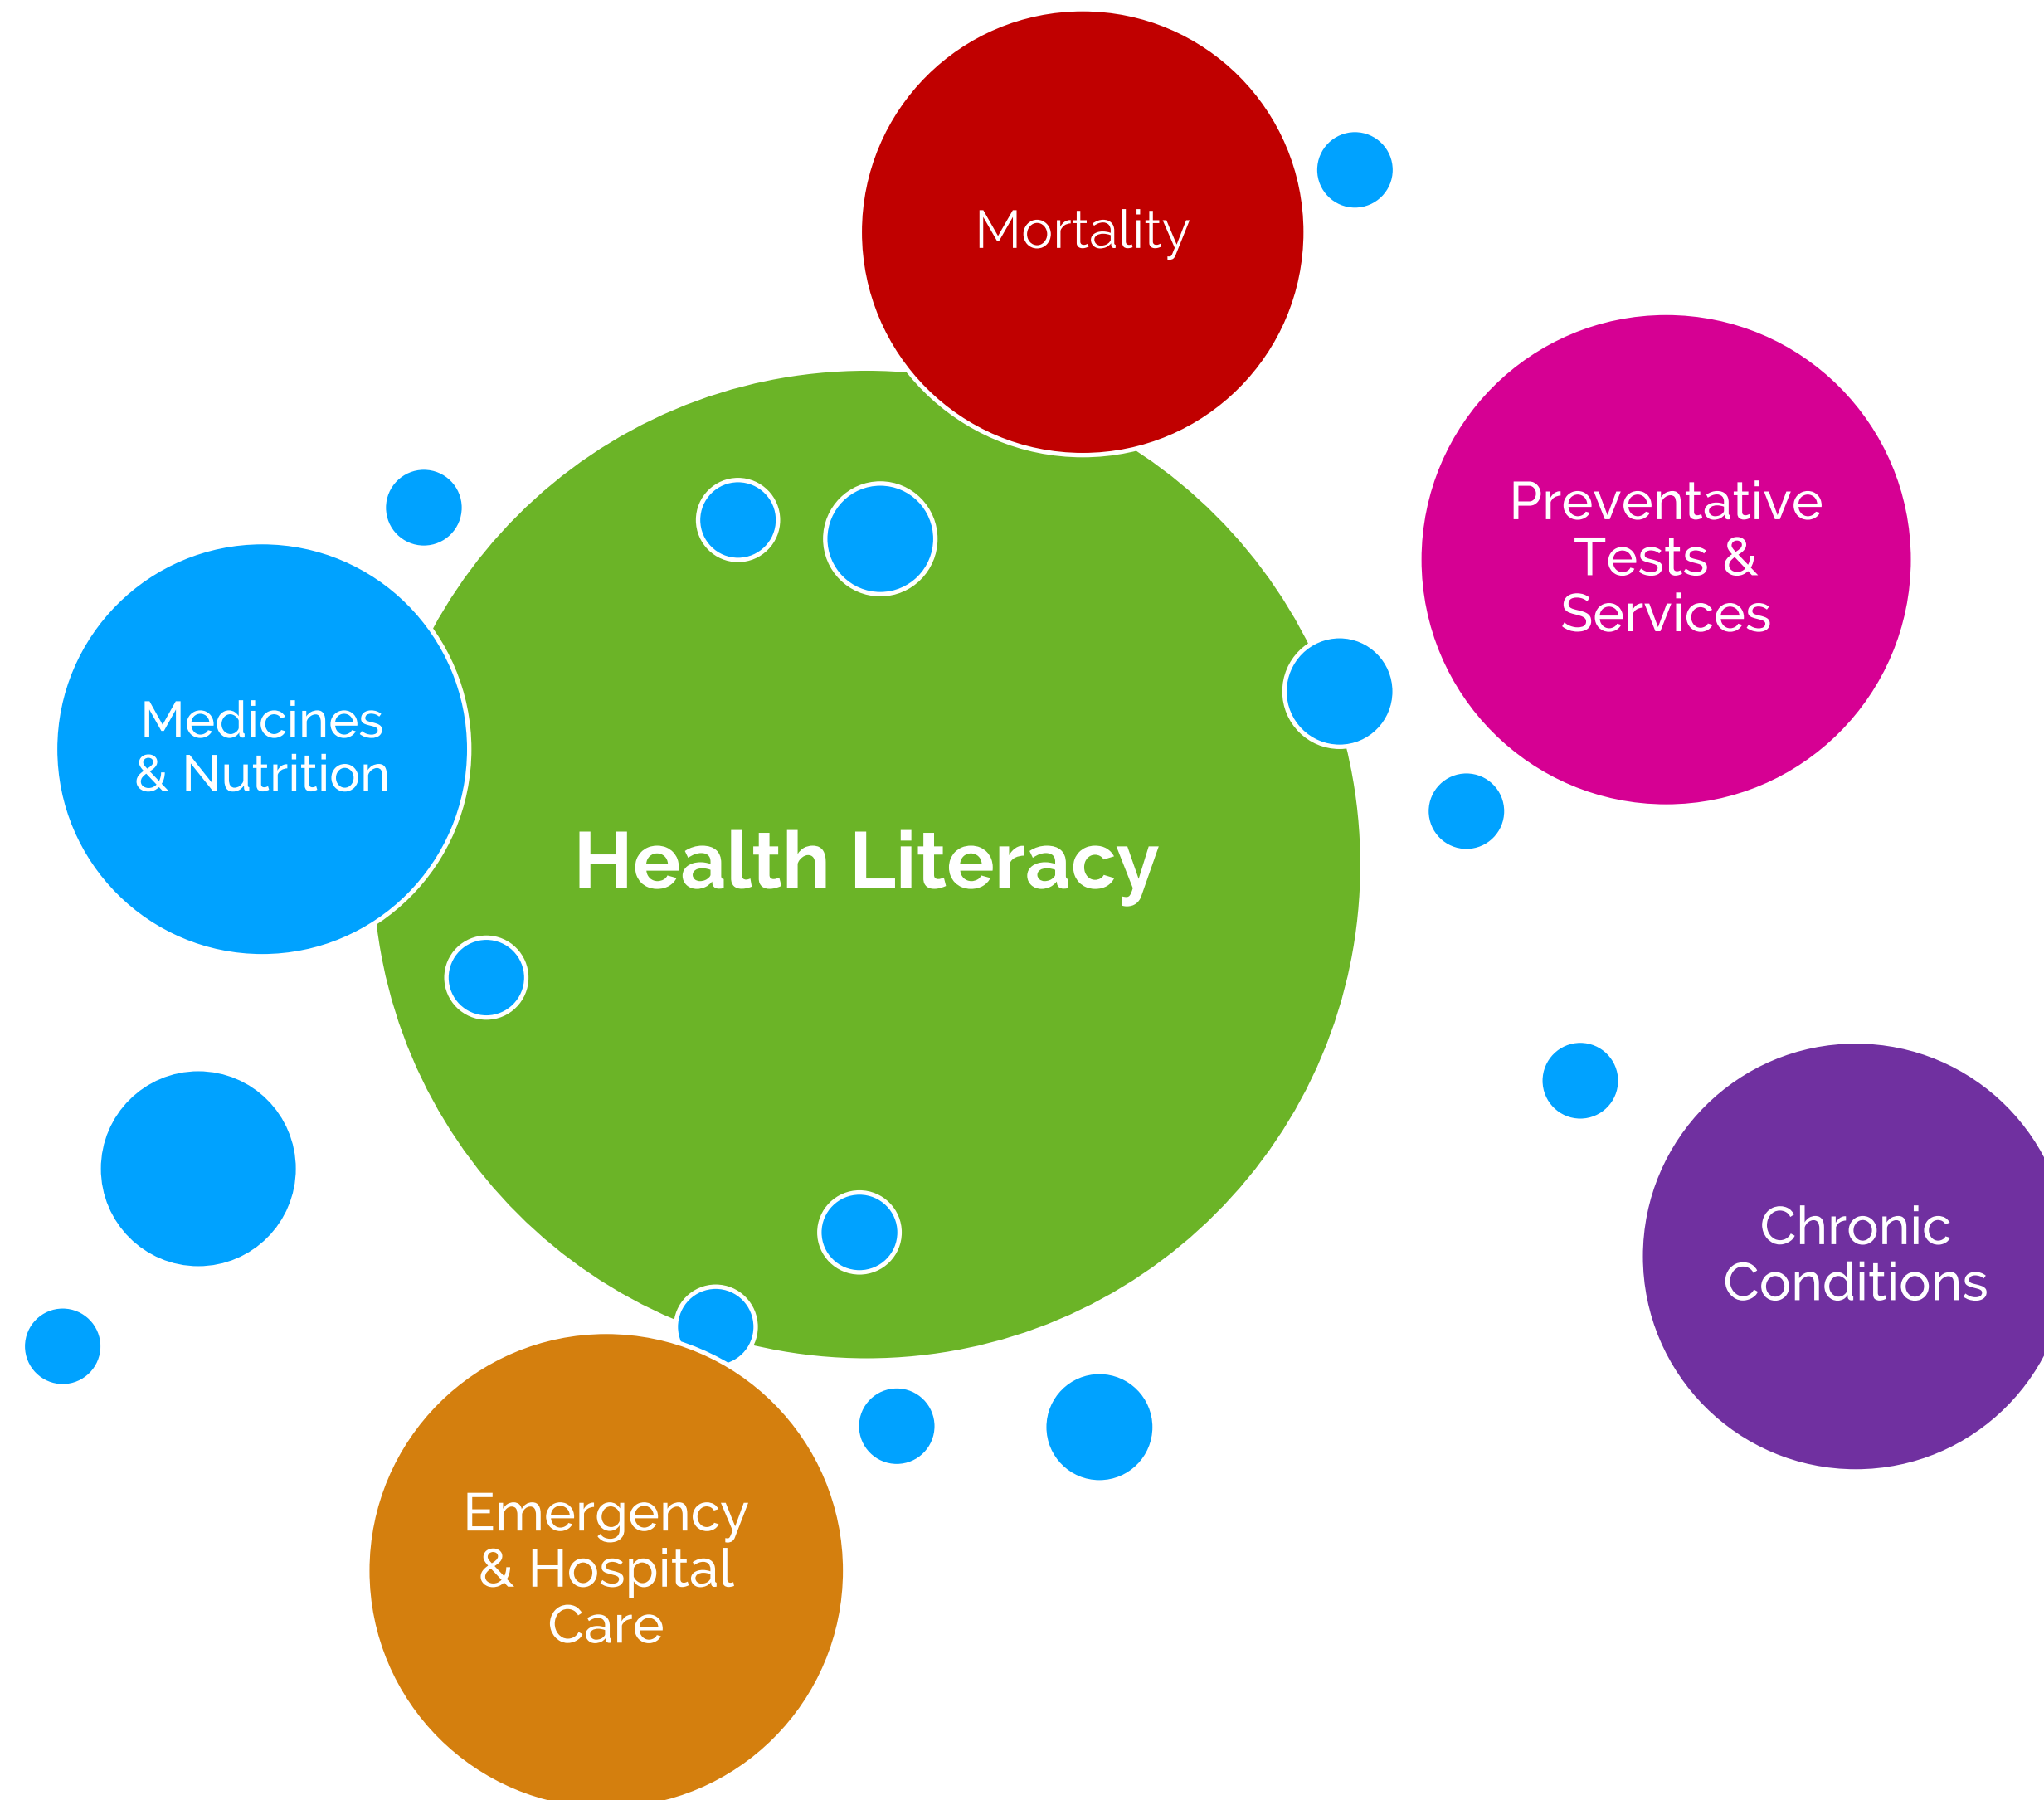 Mortality
Preventative
Tests &
Services
Medicines
& Nutrition
Health Literacy
Chronic
Conditions
Emergency
& Hospital
Care